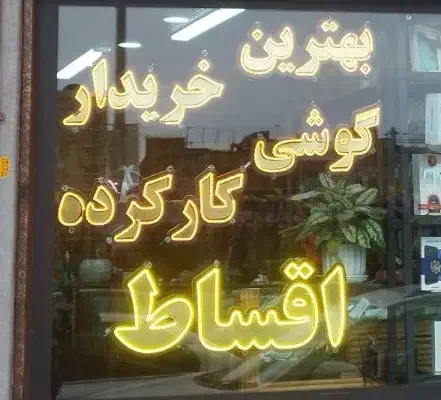 بهترین خریدار
گوشی کارکرده
اقساط